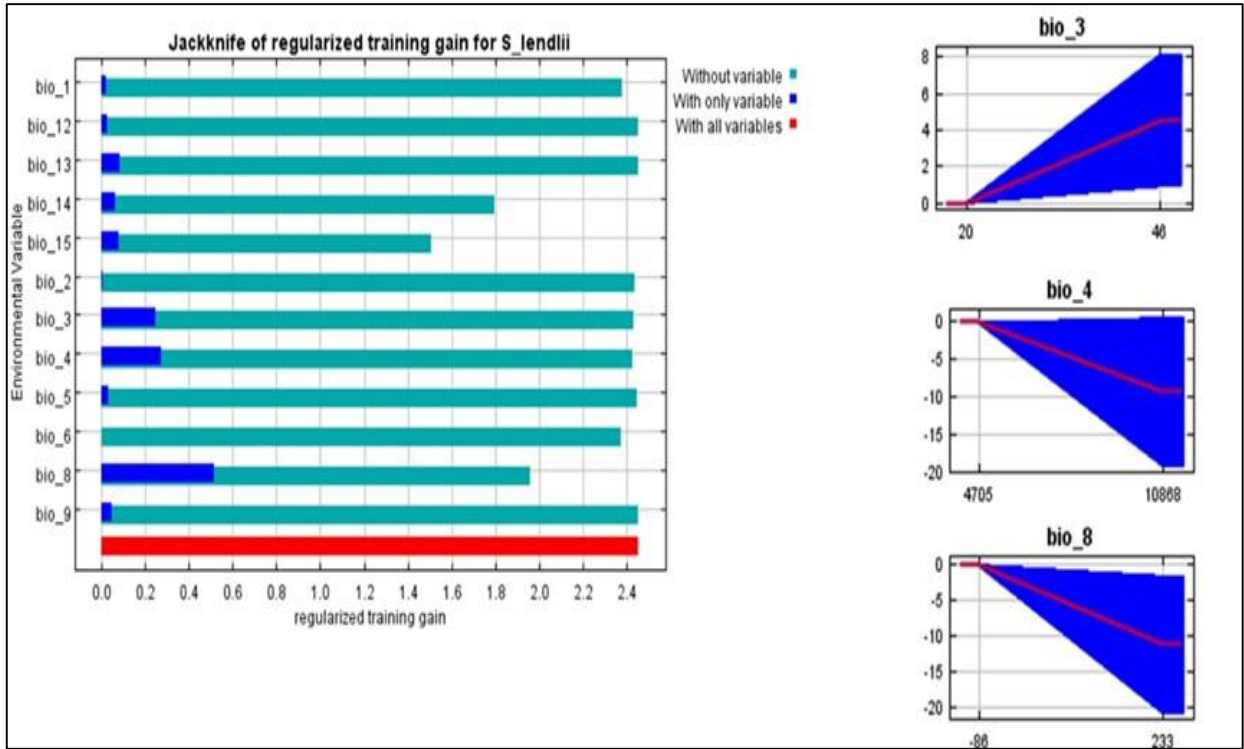 Jackknife of regularized training gain for S_lendlii
Environmental Variable
bio_1
bio_12
bio_13
bio_14
bio_15
bio_2
bio_3
bio_4
bio_5
bio_6
bio_8
bio_9
0.0 0.2 0.4 0.6 0.8 1.0 1.2 1.4 1.6 1.8 2.0 2.2 2.4
regularized training gain
Without variable
With only variable
With all variables
bio_3
8
6
4
2
0
20 46
bio_4
0
-5
-10
-15
-20
4705 10868
bio_8
0
-5
-10
-15
-20
-86 233